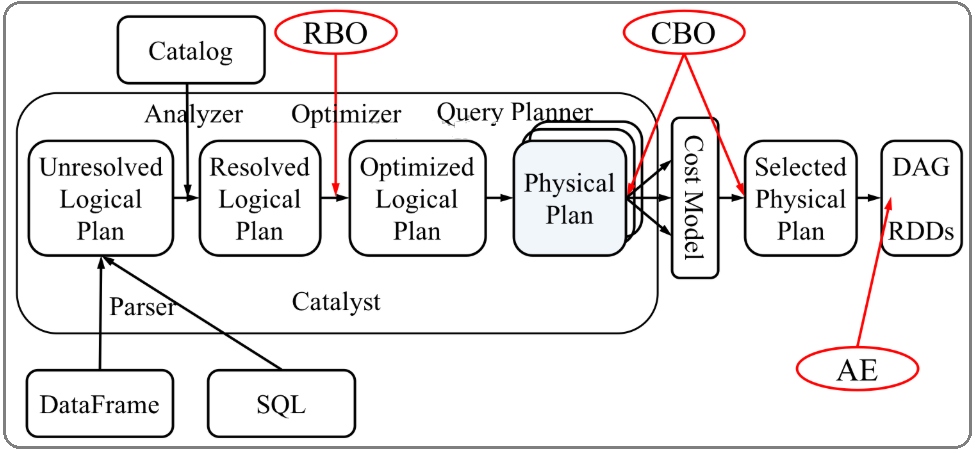 RBO
CBO
Catalog
Analyzer
Optimizer
Query Planner
Unresolved
Logical
Plan
Resolved
Logical
Plan
Optimized
Logical
Plan
Physical
Plan
Cost Model
Selected
Physical
Plan
DAG
RDDs
Parser
Catalyst
AE
DataFrame
SQL